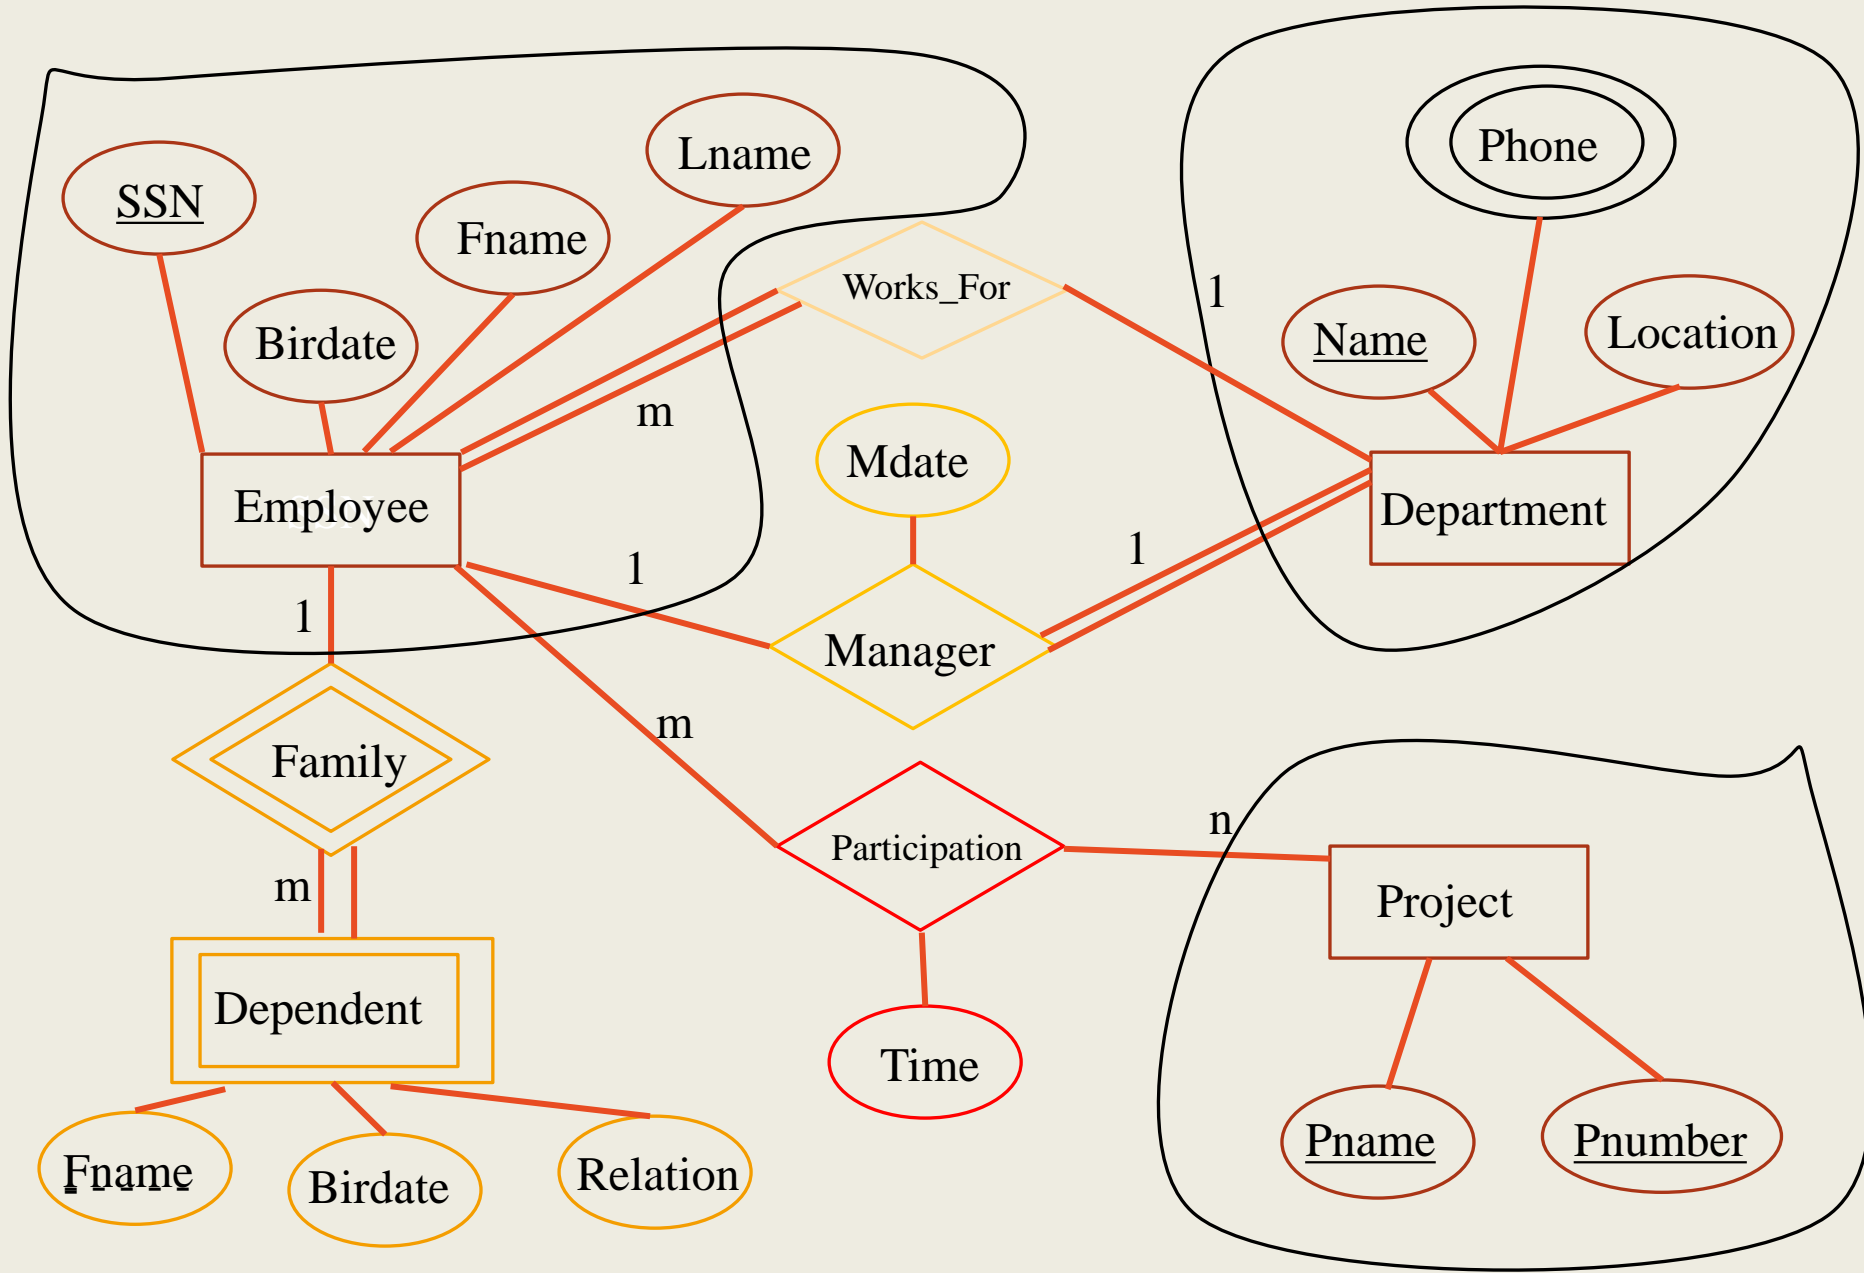 Lname
Phone
SSN
Fname
Works_For
1
Name
Location
Birdate
m
Mdate
Employee
Department
1
1
1
Manager
m
Family
n
Participation
m
Project
Dependent
Time
Pname
Pnumber
Fname
Birdate
Relation